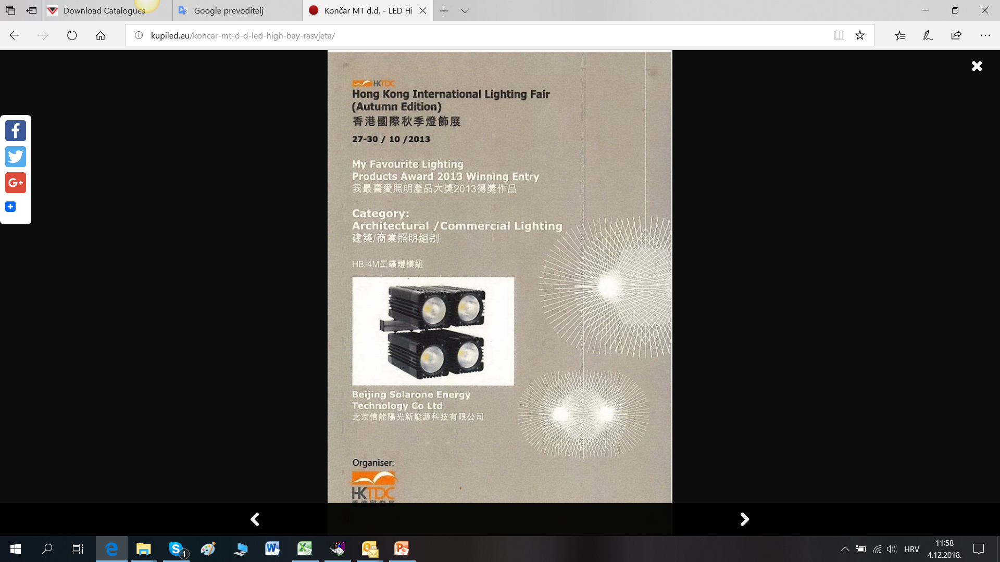 Download Catalogues
Google prevoditelj
Končar MT d.d. - LED Hi
kupiled.eu/koncar-mt-d-d-led-high-bay-rasvjeta/
HKTDC
Hong Kong International Lighting Fair
(Autumn Edition)
香港國際秋季燈飾展
27-30 / 10 /2013
My Favourite Lighting
Products Award 2013 Winning Entry
我最喜愛照明產品大獎2013得獎作品
Category:
Architectural /Commercial Lighting
建築/商業照明組别
HB-4M工礦燈模組
Beijing Solarone Energy
Technology Co Ltd
北京信能陽光新能源科技有限公司
Organiser:
HKTDC
G+
1
HRV
11:58
4.12.2018.